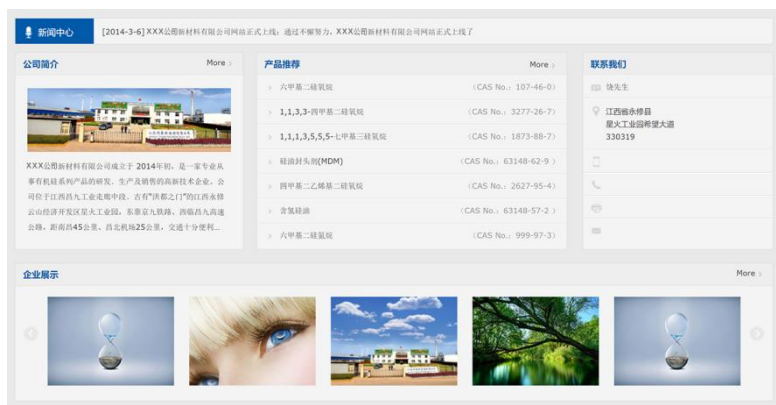 新闻中心
[2014-3-6] XXX公司新材料有限公司网站正式上线：通过不懈努力，XXX公司新材料有限公司网站正式上线了
公司简介 More
XXX公司新材料有限公司成立于 2014年初，是一家专业从
事有机硅系列产品的研发、生产及销售的高新技术企业。公
司位于江西昌九工业走廊中段、古有"洪都之门"的江西永修
云山经济开发区星火工业园，东靠京九铁路、西临昌九高速
公路，距南昌45公里、昌北机场25公里，交通十分便利...
产品推荐 More
六甲基二硅氧烷 （CAS No.：107-46-0）
1,1,3,3-四甲基二硅氧烷 （CAS No.：3277-26-7）
1,1,1,3,5,5,5-七甲基三硅氧烷 （CAS No.：1873-88-7）
硅油封头剂(MDM) （CAS No.：63148-62-9 ）
四甲基二乙烯基二硅氧烷 （CAS No.：2627-95-4）
含氢硅油 （CAS No.：63148-57-2 ）
六甲基二硅氮烷 （CAS No.：999-97-3）
联系我们
饶先生
江西省永修县
星火工业园希望大道
330319
企业展示 More